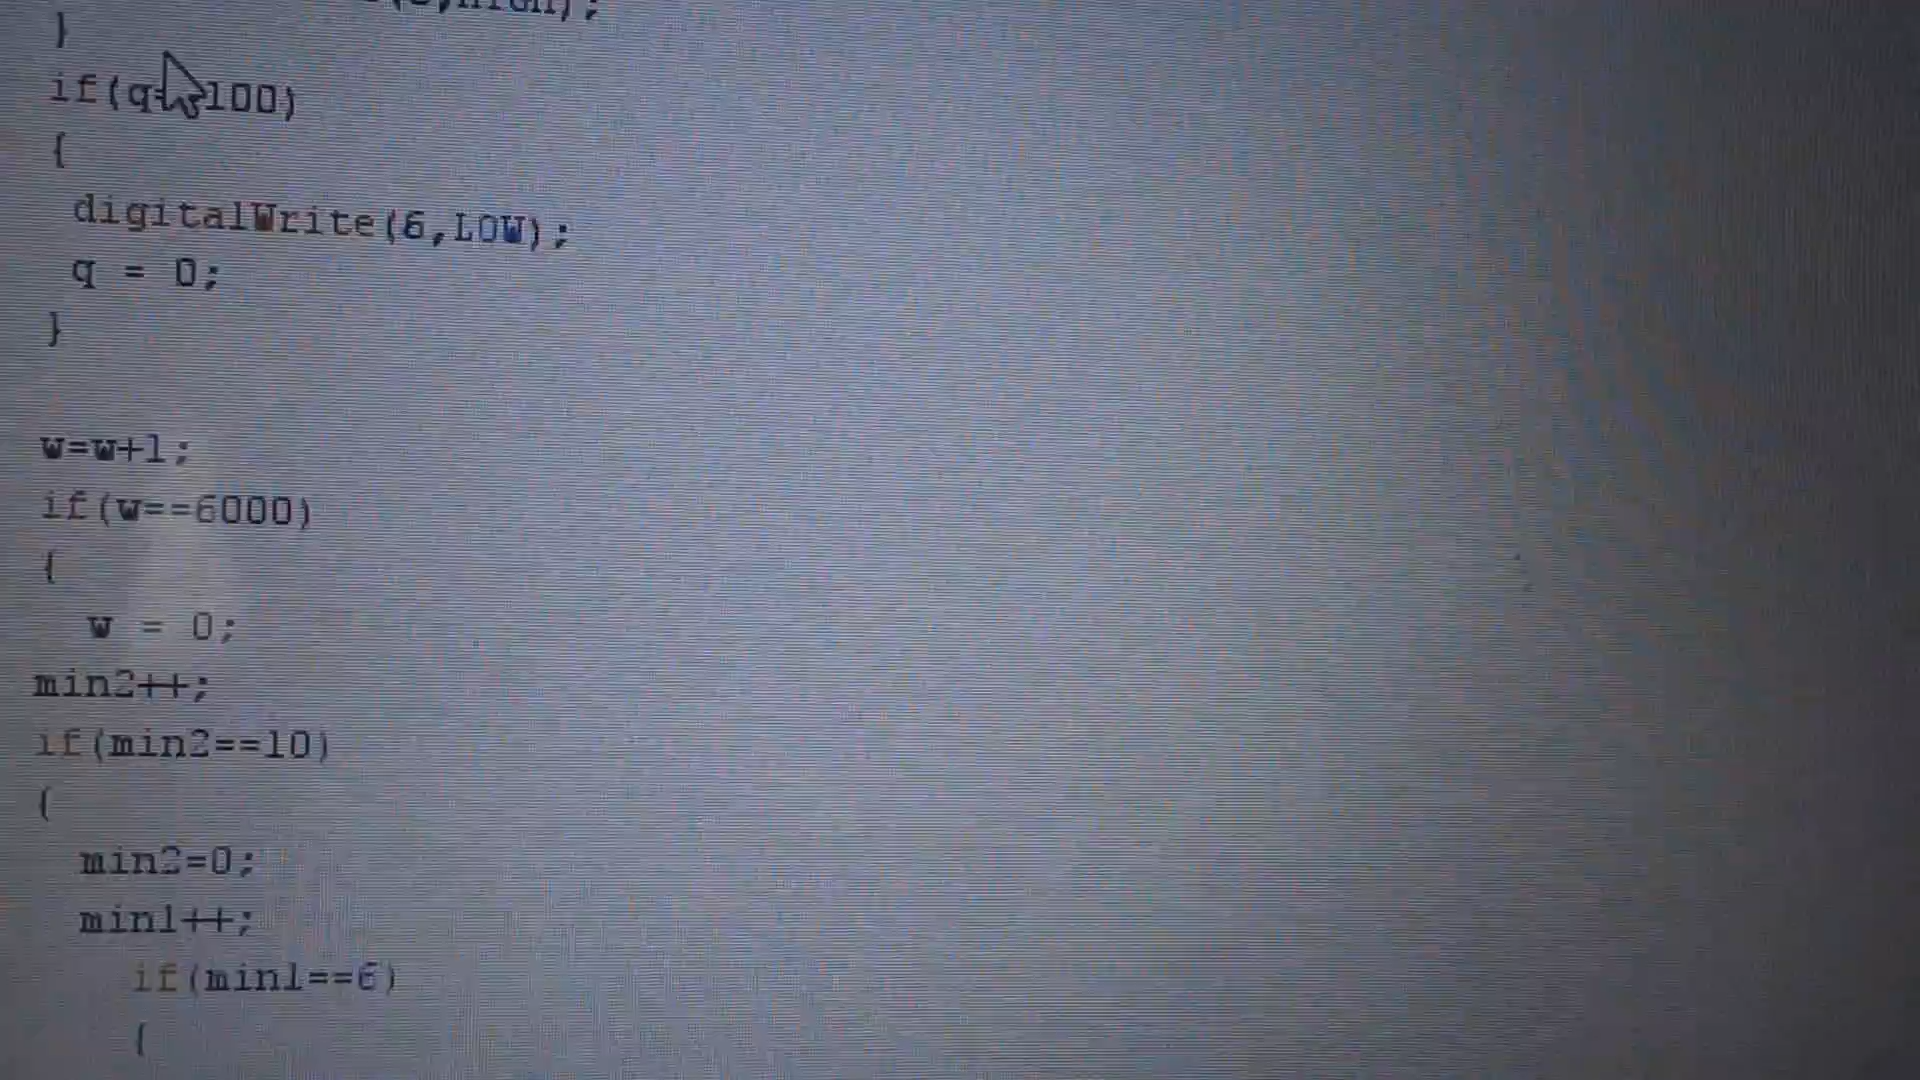 }
if(q==100)
{
digitalWrite(6,LOW);
q = 0;
}
w=w+1;
if(w==6000)
{
w = 0;
min2++;
if(min2==10)
{
min2=0;
min1++;
if(min1==6)
{